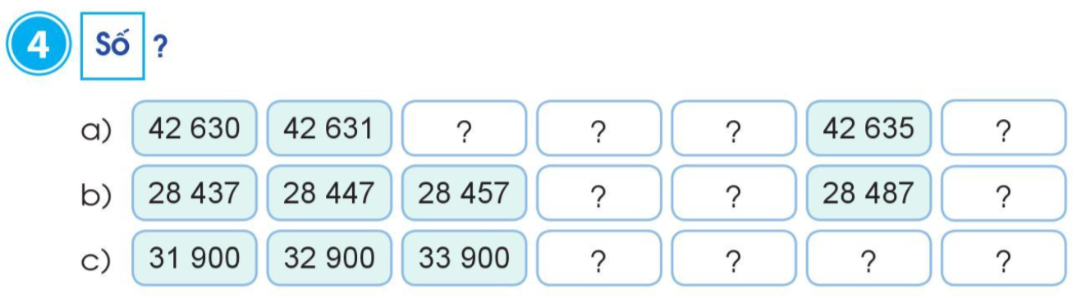 4 Số ?
a) 42 630 42 631 ? ? ? 42 635 ?
b) 28 437 28 447 28 457 ? ? 28 487 ?
c) 31 900 32 900 33 900 ? ? ? ?